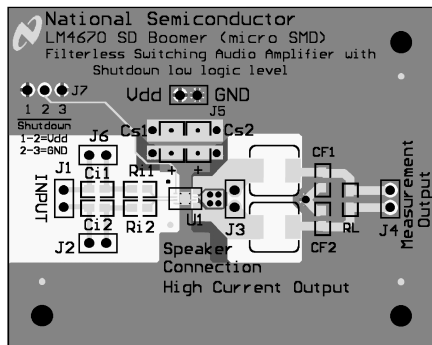 National Semiconductor
LM4670 SD Boomer (micro SMD)
Filterless Switching Audio Amplifier with
Shutdown low logic level
J7
1 2 3
Vdd GND
J5
Shutdown
1-2=Vdd
2-3=GND
J6
Cs1 Cs2
J1
Ci1
Ri1
+ +
CF1
INPUT
Ci2
Ri2
U1
J3
CF2
RL
J4
Measurement
Output
J2
Speaker
Connection
High Current Output